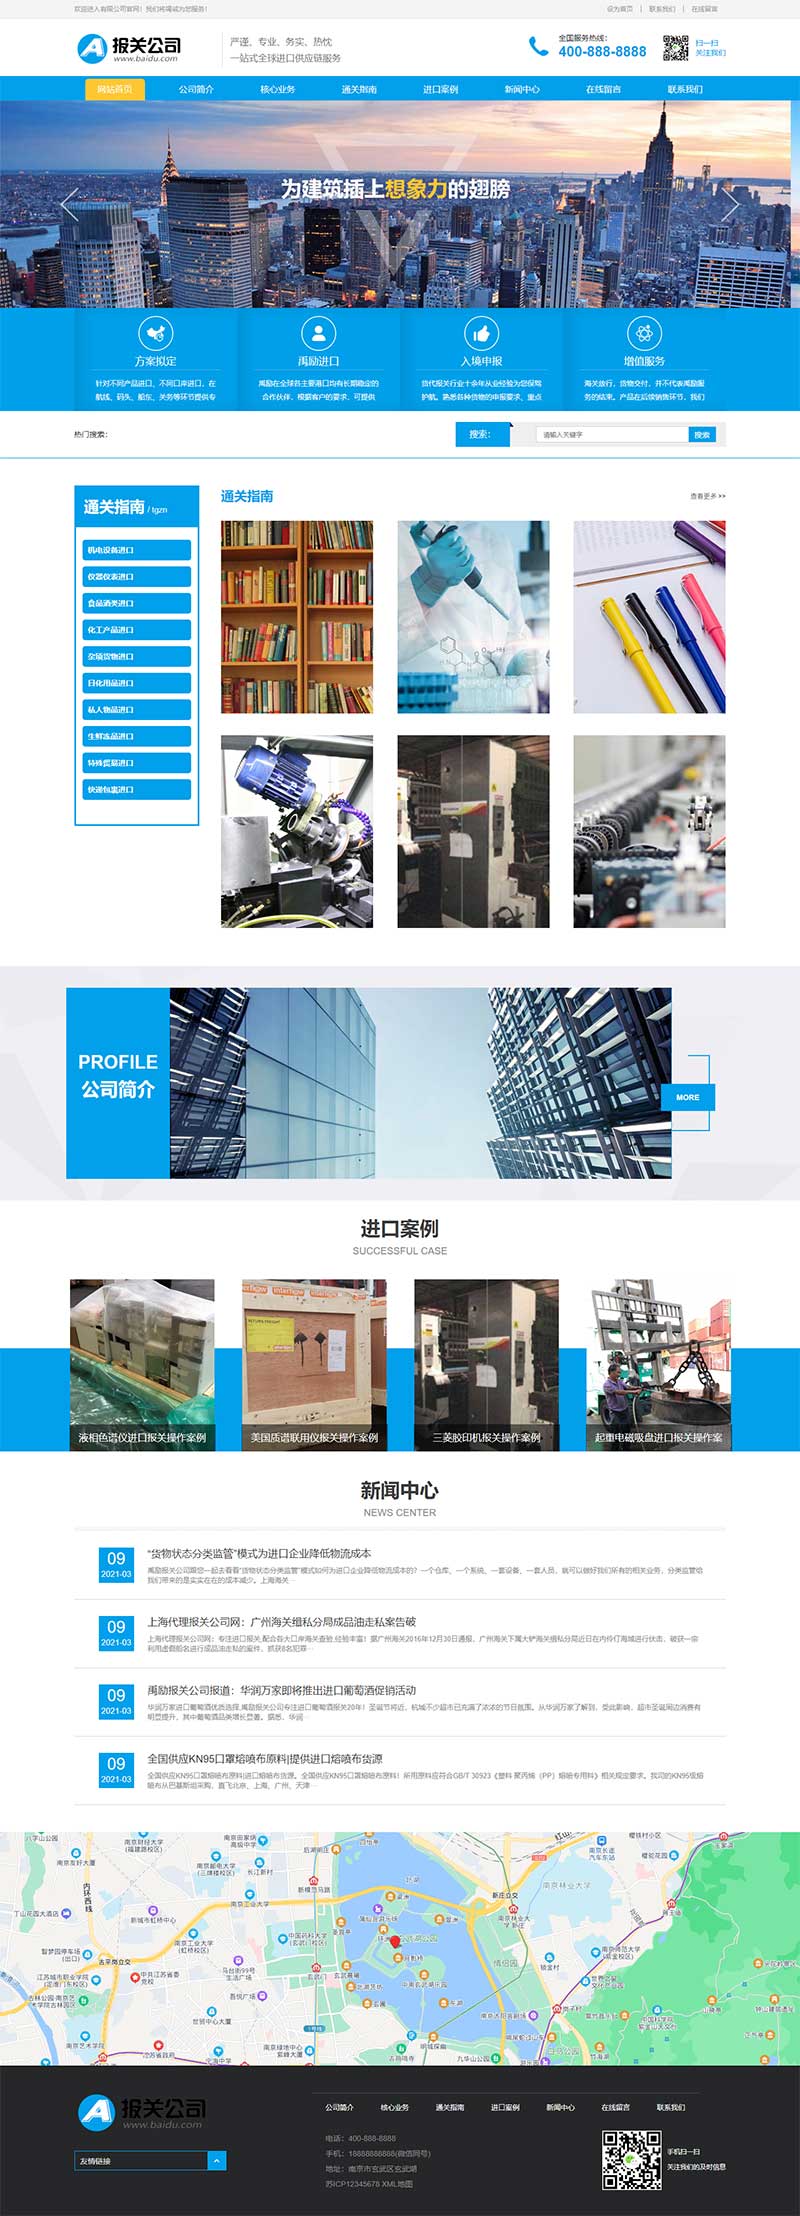 欢迎进入有限公司官网！我们将竭诚为您服务！
设为首页 | 联系我们 | 在线留言
报关公司
www.baidu.com
严谨、专业、务实、热忱
一站式全球进口供应链服务
全国服务热线：
400-888-8888
扫一扫
关注我们
网站首页 公司简介 核心业务 通关指南 进口案例 新闻中心 在线留言 联系我们
为建筑插上想象力的翅膀
方案拟定
针对不同产品进口、不同口岸进口，在
航线、码头、船东、关务等环节提供专
禹励进口
禹励在全球各主要港口均有长期稳定的
合作伙伴，根据客户的要求，可提供
入境申报
货代报关行业十余年从业经验为您保驾
护航。熟悉各种货物的申报要求、重点
增值服务
海关放行，货物交付，并不代表禹励服
务的结束。产品在后续销售环节，我们
热门搜索：
搜索：
请输入关键字
搜索
通关指南 / tgzn
机电设备进口
仪器仪表进口
食品酒类进口
化工产品进口
杂项货物进口
日化用品进口
私人物品进口
生鲜冻品进口
特殊贸易进口
快递包裹进口
通关指南
查看更多 >>
PROFILE
公司简介
MORE
进口案例
SUCCESSFUL CASE
液相色谱仪进口报关操作案例
美国质谱联用仪报关操作案例
三菱胶印机报关操作案例
起重电磁吸盘进口报关操作案
新闻中心
NEWS CENTER
09
2021-03
“货物状态分类监管”模式为进口企业降低物流成本
禹励报关公司跟您一起去看看“货物状态分类监管”模式如何为进口企业降低物流成本的？一个仓库、一个系统、一套设备、一套人员，就可以做好我们所有的相关业务，分类监管给
我们带来的是实实在在的成本减少。上海海关…
09
2021-03
上海代理报关公司网：广州海关缉私分局成品油走私案告破
上海代理报关公司网：专注进口报关,配合各大口岸海关查验,经验丰富！据广州海关2016年12月30日通报，广州海关下属大铲海关缉私分局近日在内伶仃海域进行伏击，破获一宗
利用虚假船名进行成品油走私的案件，抓获8名犯罪…
09
2021-03
禹励报关公司报道：华润万家即将推出进口葡萄酒促销活动
华润万家进口葡萄酒优质选择,禹励报关公司专注进口葡萄酒报关20年！圣诞节将近，杭城不少超市已充满了浓浓的节日氛围。从华润万家了解到，受此影响，超市圣诞周边消费有
明显提升，其中葡萄酒品类增长显著。据悉，华润…
09
2021-03
全国供应KN95口罩熔喷布原料|提供进口熔喷布货源
全国供应KN95口罩熔喷布原料|进口熔喷布货源。全国供应KN95口罩熔喷布原料！所用原料应符合GB/T 30923《塑料 聚丙烯（PP）熔喷专用料》相关规定要求。我司的KN95级熔
喷布从巴基斯坦采购，直飞北京、上海、广州、天津…
南京林业大学
报关公司
www.baidu.com
友情链接
公司简介 核心业务 通关指南 进口案例 新闻中心 在线留言 联系我们
电话：400-888-8888
手机：18888888888(微信同号)
地址：南京市玄武区玄武湖
苏ICP12345678 XML地图
手机扫一扫
关注我们的及时信息